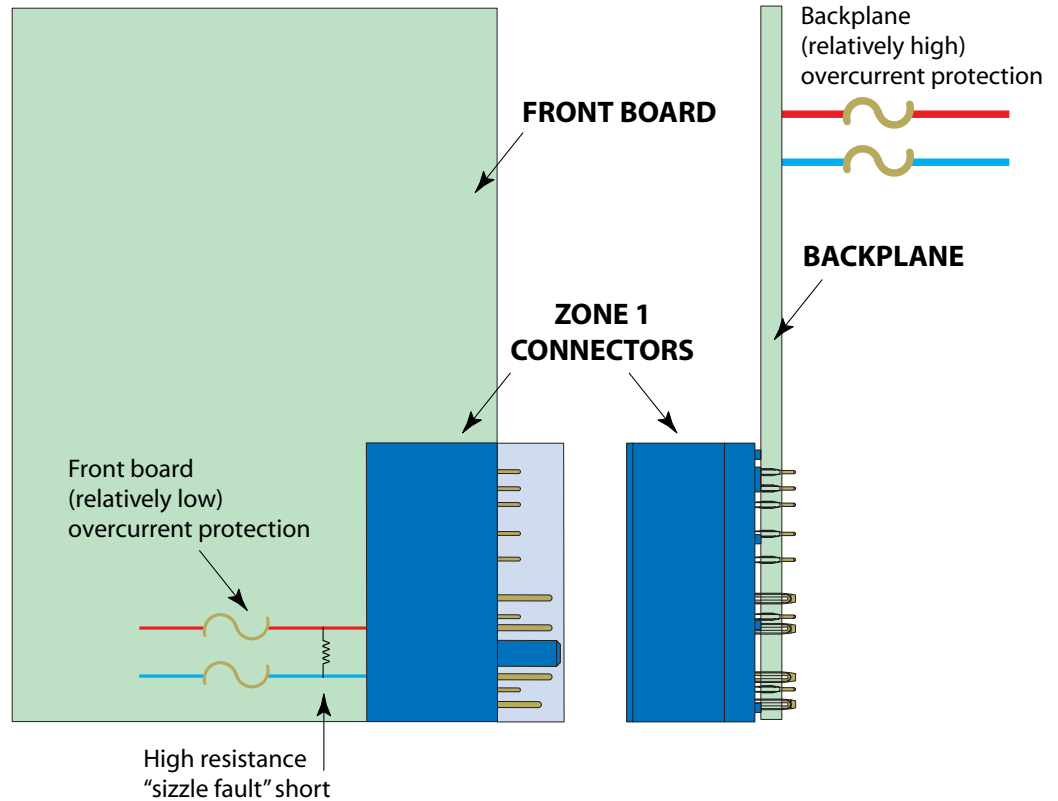 Backplane
(relatively high)
overcurrent protection
FRONT BOARD
BACKPLANE
ZONE 1
CONNECTORS
Front board
(relatively low)
overcurrent protection
High resistance
“sizzle fault” short